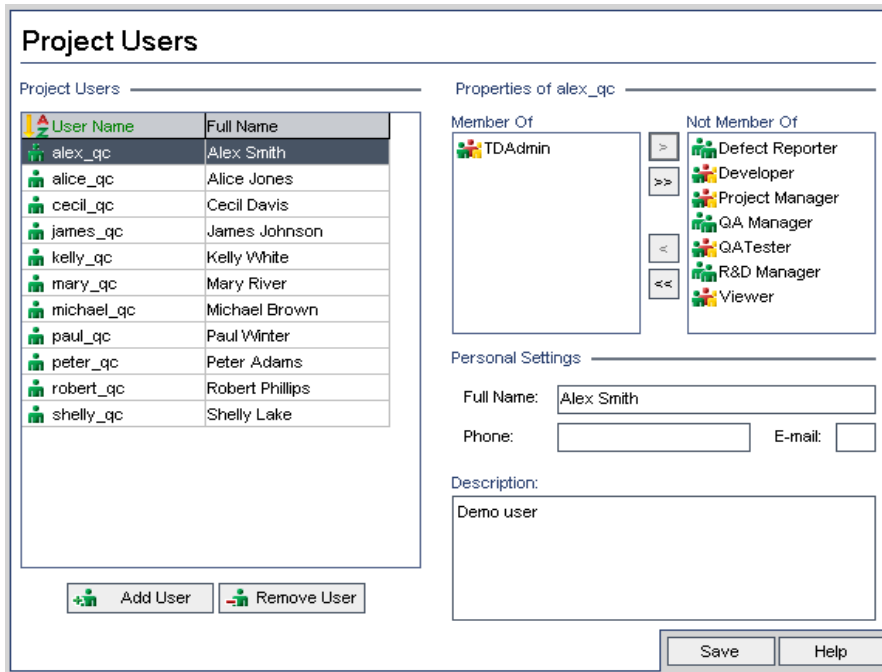 Project Users
Project Users
User Name Full Name
alex_qc Alex Smith
alice_qc Alice Jones
cecil_qc Cecil Davis
james_qc James Johnson
kelly_qc Kelly White
mary_qc Mary River
michael_qc Michael Brown
paul_qc Paul Winter
peter_qc Peter Adams
robert_qc Robert Phillips
shelly_qc Shelly Lake
Add User Remove User
Properties of alex_qc
Member Of
TDAdmin
>
>>
<
<<
Not Member Of
Defect Reporter
Developer
Project Manager
QA Manager
QATester
R&D Manager
Viewer
Personal Settings
Full Name: Alex Smith
Phone: E-mail:
Description:
Demo user
Save Help